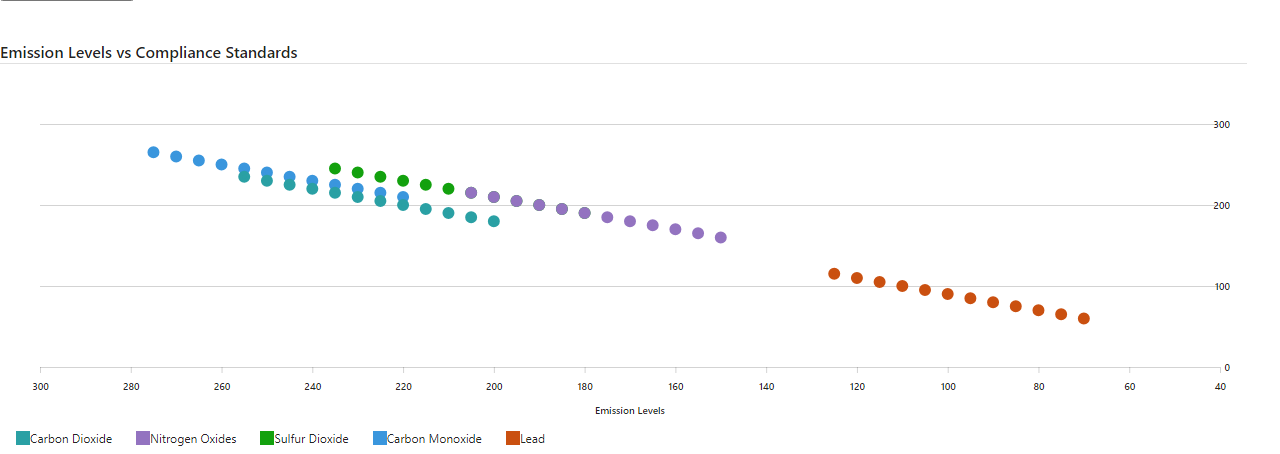 Emission Levels vs Compliance Standards
300
200
100
0
300 280 260 240 220 200 180 160 140 120 100 80 60 40
Emission Levels
Carbon Dioxide Nitrogen Oxides Sulfur Dioxide Carbon Monoxide Lead